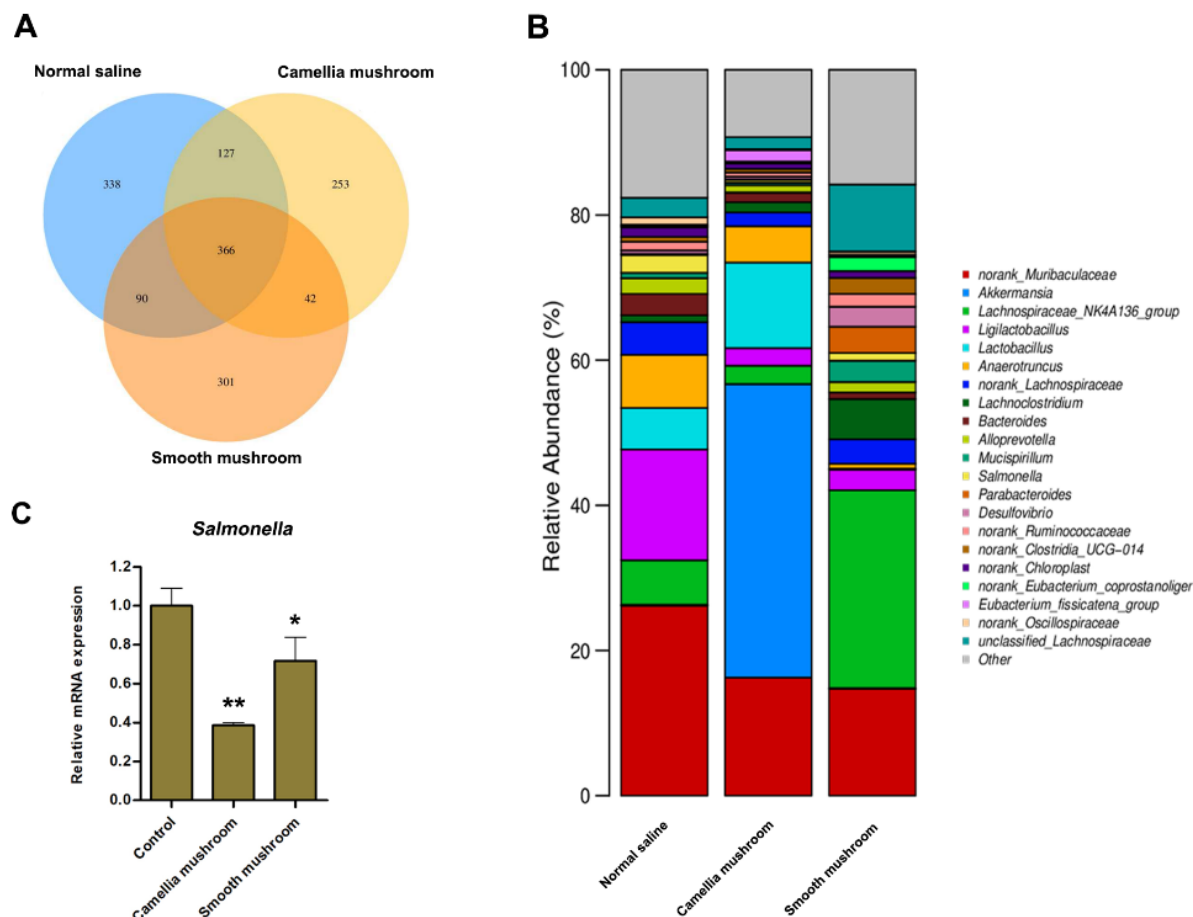 A
Normal saline
Camellia mushroom
127
338
253
366
90
42
301
Smooth mushroom
B
100
80
60
40
20
0
Relative Abundance (%)
Normal saline
Camellia mushroom
Smooth mushroom
norank_Muribaculaceae
Akkermansia
Lachnospiraceae_NK4A136_group
Ligilactobacillus
Lactobacillus
Anaerotruncus
norank_Lachnospiraceae
Lachnoclostridium
Bacteroides
Alloprevotella
Mucispirillum
Salmonella
Parabacteroides
Desulfovibrio
norank_Ruminococcaceae
norank_Clostridia_UCG-014
norank_Chloroplast
norank_Eubacterium_coprostanoliger
Eubacterium_fissicatena_group
norank_Oscillospiraceae
unclassified_Lachnospiraceae
Other
C
Salmonella
Relative mRNA expression
1.2
1.0
0.8
0.6
0.4
0.2
0.0
**
*
Control
Camellia mushroom
Smooth mushroom